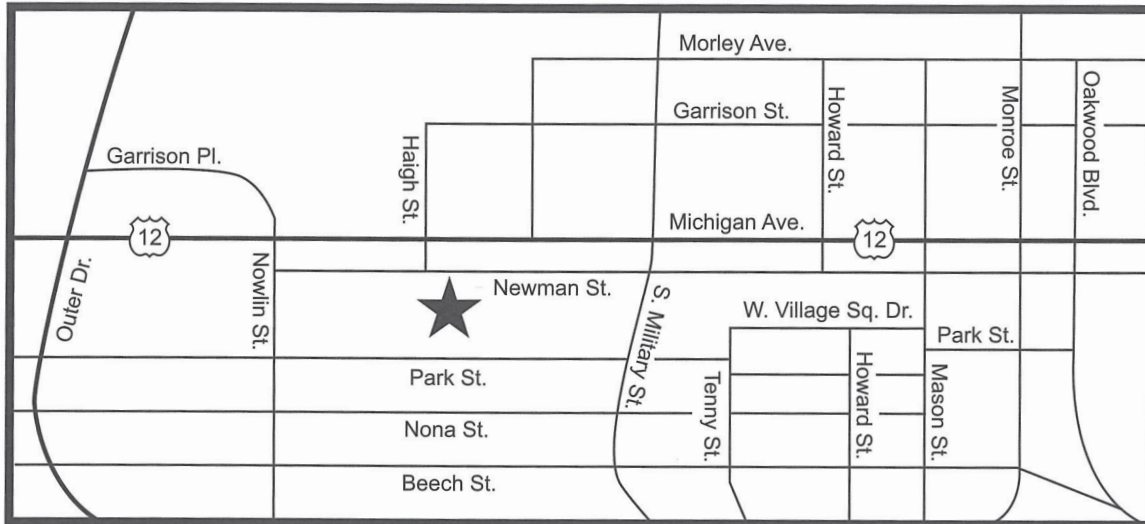 Morley Ave.
Garrison St.
Howard St.
Monroe St.
Oakwood Blvd.
Garrison Pl.
Haigh St.
Michigan Ave.
12
12
Outer Dr.
Nowlin St.
Newman St.
S. Military St.
W. Village Sq. Dr.
Park St.
Park St.
Tenny St.
Howard St.
Mason St.
Nona St.
Beech St.